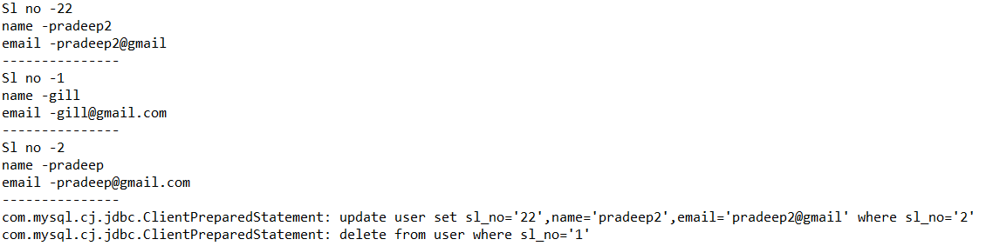 Sl no -22
name -pradeep2
email -pradeep2@gmail
---------------
Sl no -1
name -gill
email -gill@gmail.com
---------------
Sl no -2
name -pradeep
email -pradeep@gmail.com
---------------
com.mysql.cj.jdbc.ClientPreparedStatement: update user set sl_no='22',name='pradeep2',email='pradeep2@gmail' where sl_no='2'
com.mysql.cj.jdbc.ClientPreparedStatement: delete from user where sl_no='1'